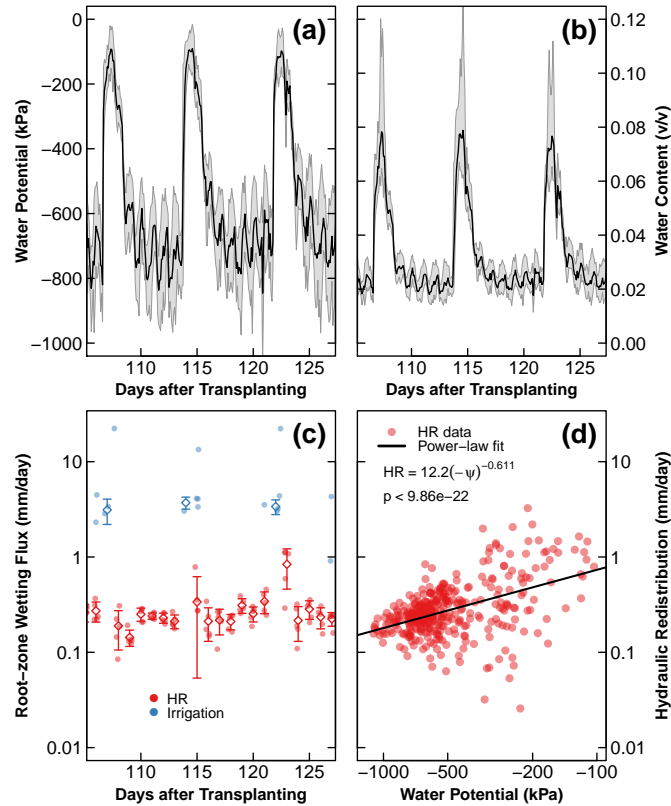 (a)
0
−200
−400
−600
−800
−1000
Water Potential (kPa)
110
115
120
125
Days after Transplanting
(b)
0.12
0.10
0.08
0.06
0.04
0.02
0.00
Water Content (v/v)
110
115
120
125
Days after Transplanting
(c)
10
1
0.1
0.01
Root−zone Wetting Flux (mm/day)
HR
Irrigation
110
115
120
125
Days after Transplanting
(d)
HR data
Power−law fit
HR = 12.2(−ψ)−0.611
p < 9.86e−22
10
1
0.1
0.01
Hydraulic Redistribution (mm/day)
−1000
−500
−200
−100
Water Potential (kPa)